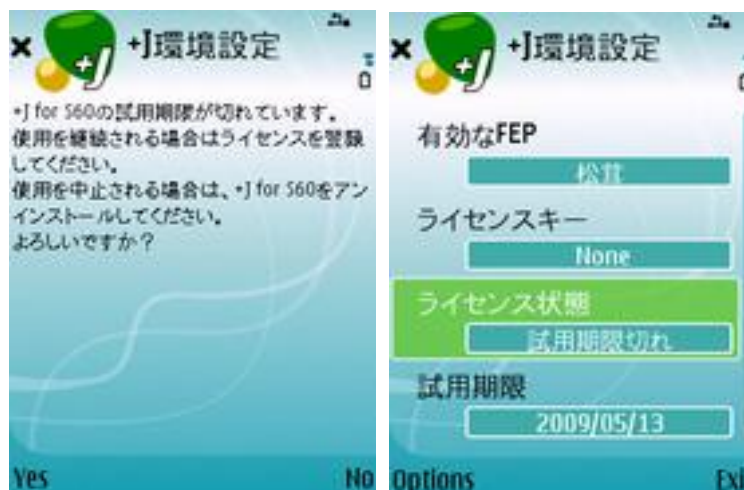 +J環境設定
+J for S60の試用期限が切れています。
使用を継続される場合はライセンスを登録
してください。
使用を中止される場合は、+J for S60をアン
インストールしてください。
よろしいですか？
Yes
No
+J環境設定
有効なFEP
松茸
ライセンスキー
None
ライセンス状態
試用期限切れ
試用期限
2009/05/13
Options
Exi